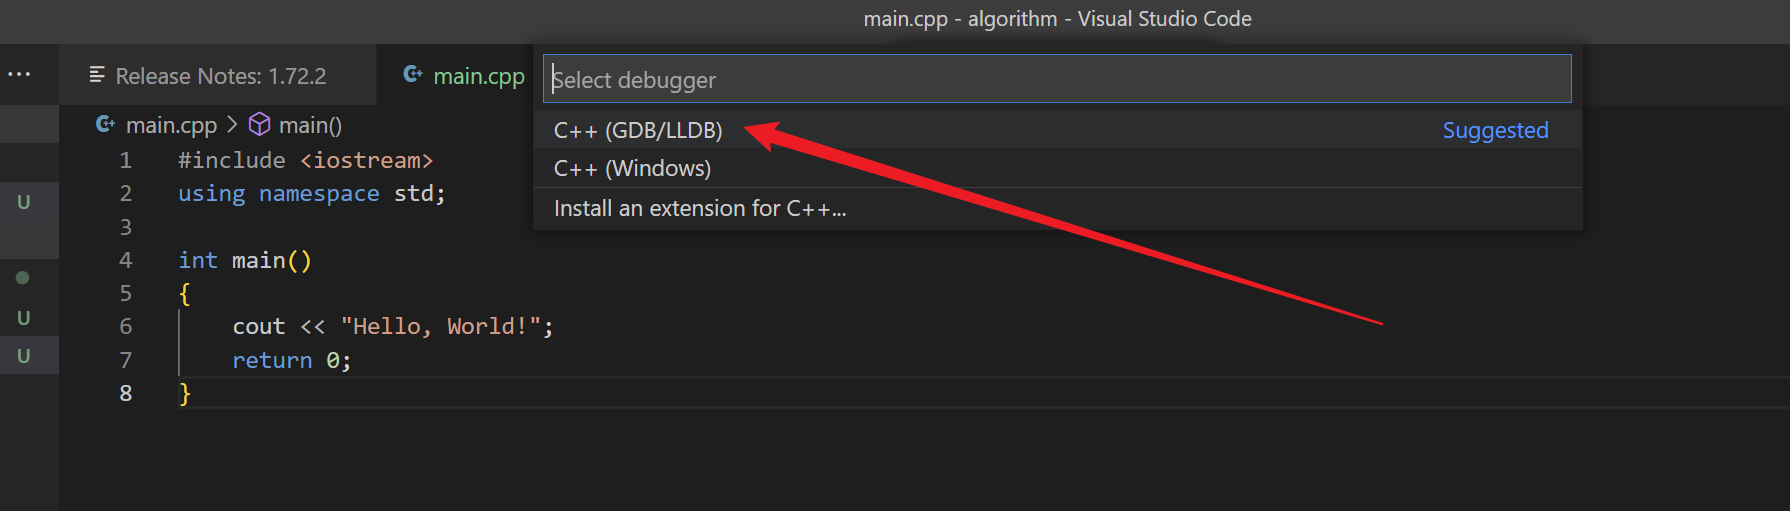 main.cpp - algorithm - Visual Studio Code
... Release Notes: 1.72.2 main.cpp
Select debugger
C++ (GDB/LLDB) Suggested
C++ (Windows)
Install an extension for C++...
main.cpp > main()
1 #include <iostream>
2 using namespace std;
3
4 int main()
5 {
6 cout << "Hello, World!";
7 return 0;
8 }
U
U
U